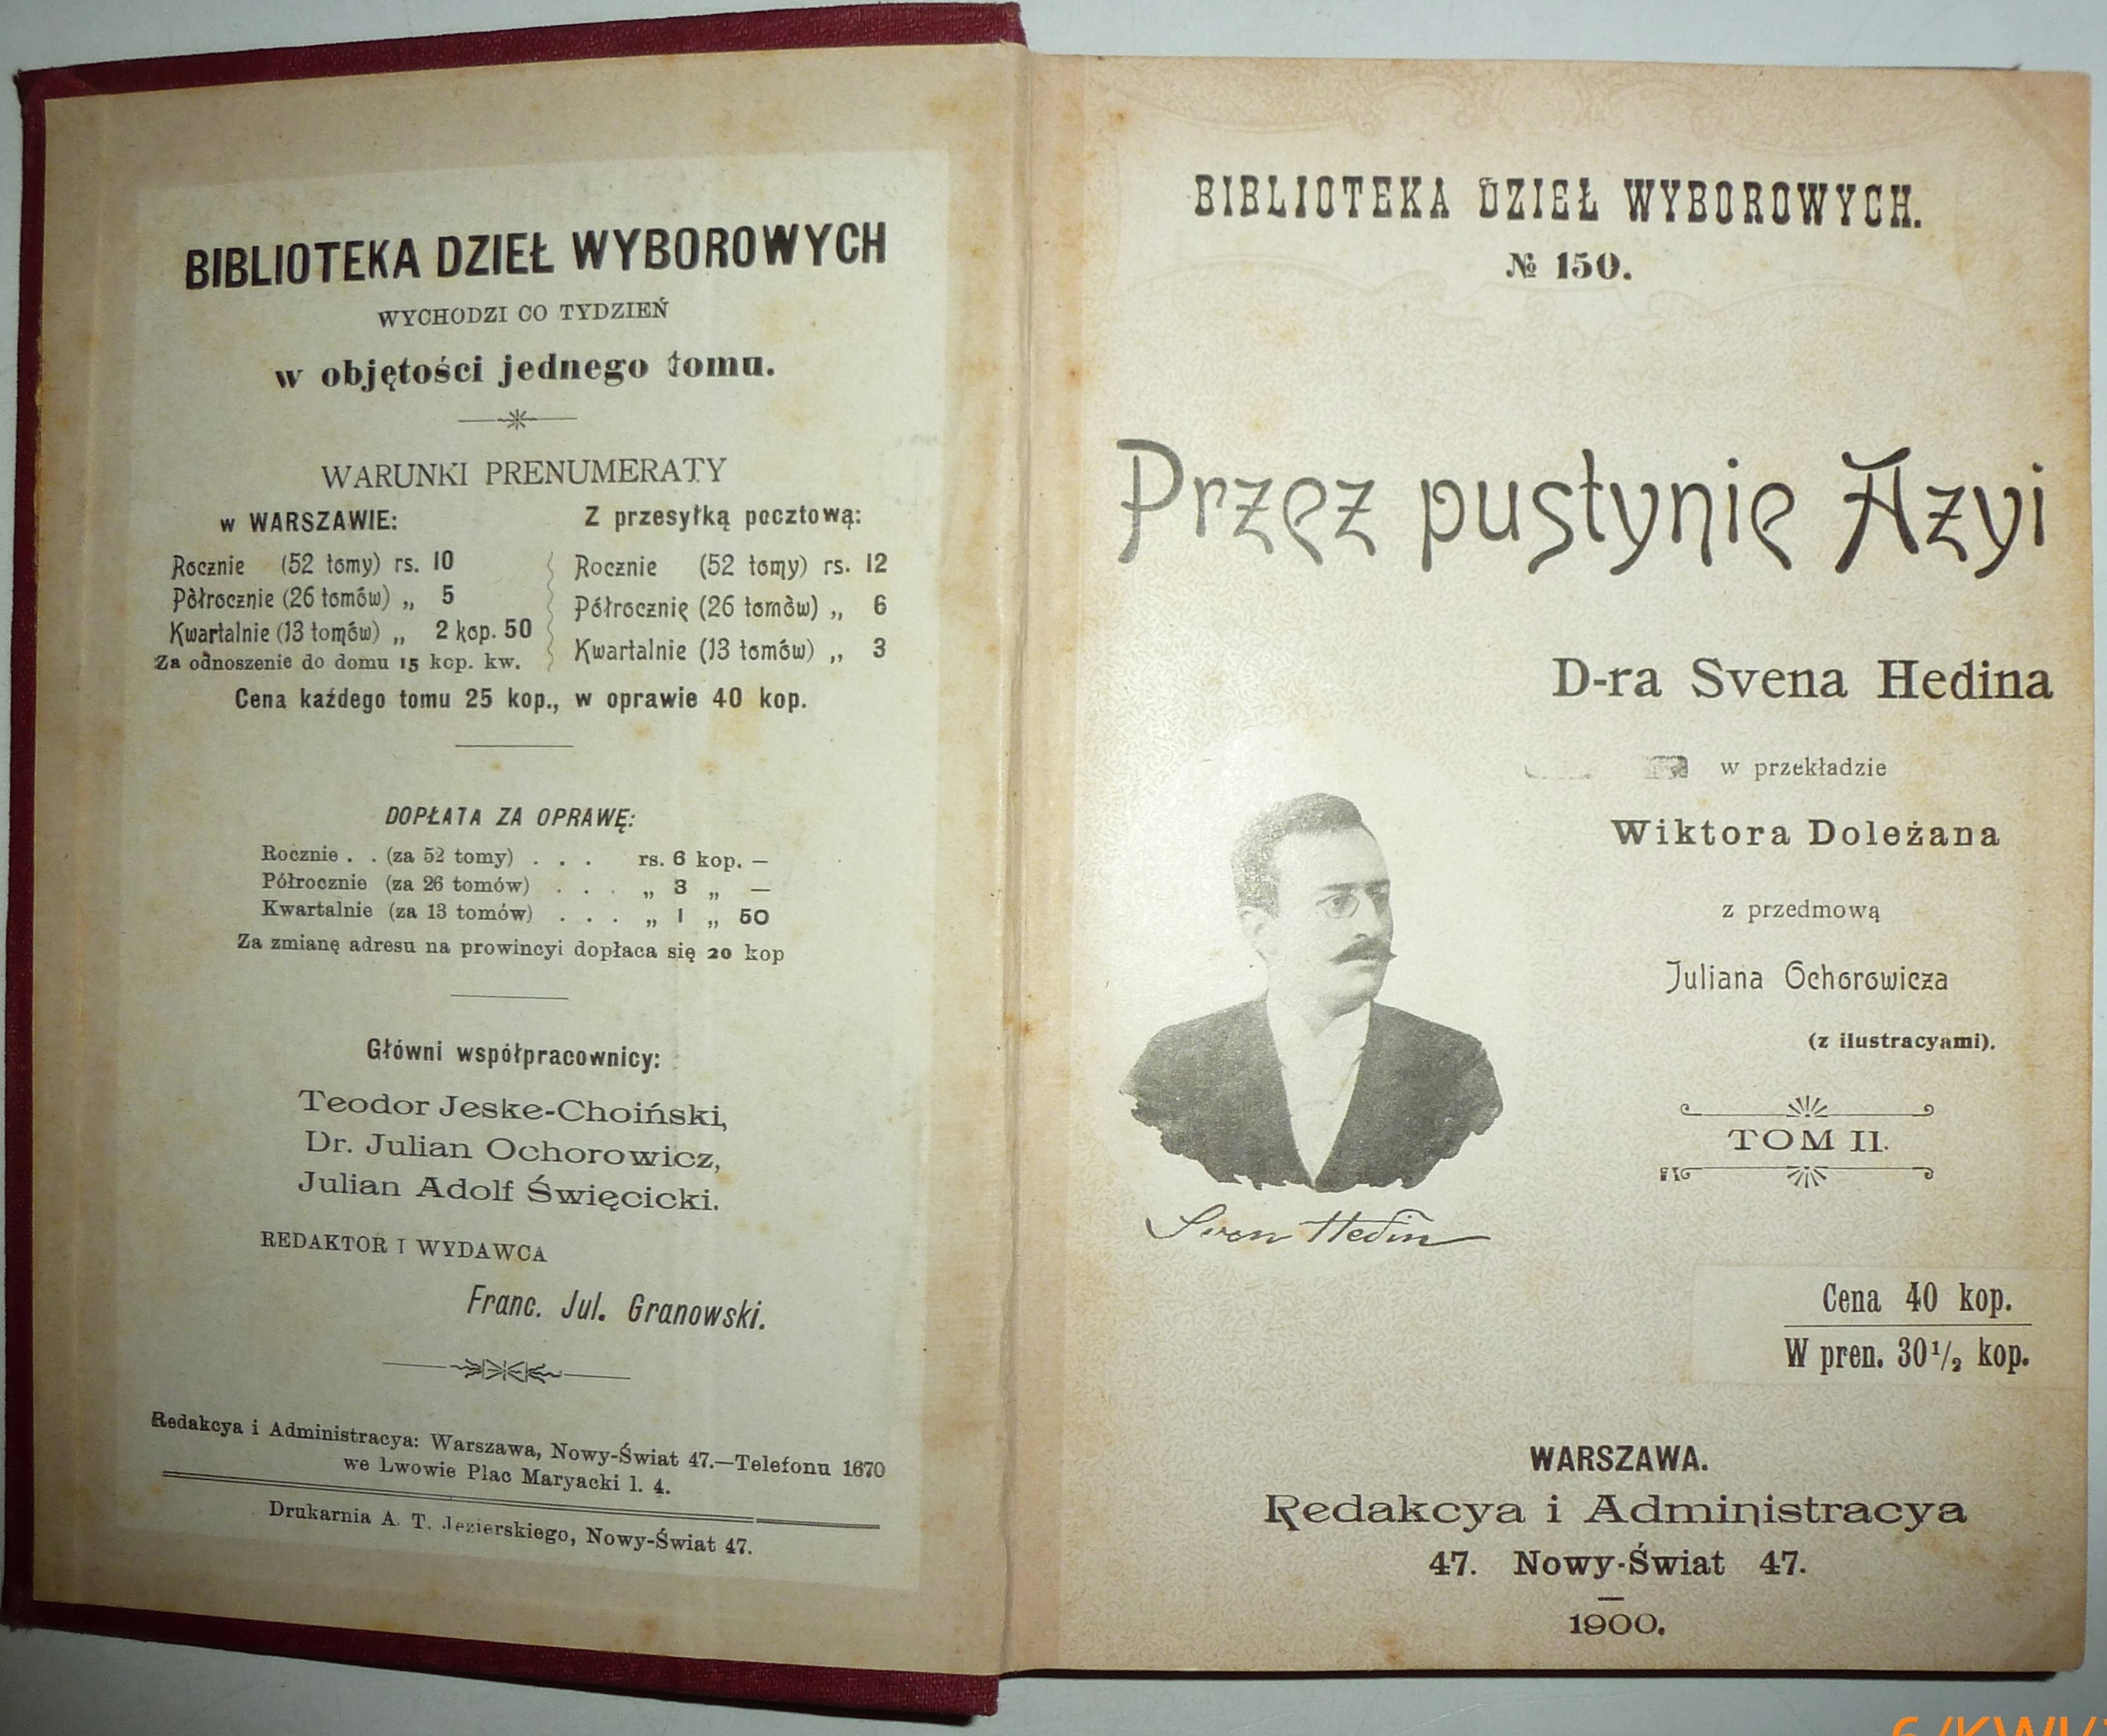 BIBLIOTEKA DZIEŁ WYBOROWYCH
WYCHODZI CO TYDZIEŃ
w objętości jednego tomu.
WARUNKI PRENUMERATY
w WARSZAWIE:
Rocznie (52 tomy) rs. 10
Półrocznie (26 tomów) „ 5
Kwartalnie (13 tomów) „ 2 kop. 50
Za odnoszenie do domu 15 kop. kw.
Z przesyłką pocztową:
Rocznie (52 tomy) rs. 12
Półrocznię (26 tomów) „ 6
Kwartalnie (13 tomów) „ 3
Cena każdego tomu 25 kop., w oprawie 40 kop.
DOPŁATA ZA OPRAWĘ:
Rocznie . . (za 52 tomy) . . . rs. 6 kop. —
Półrocznie (za 26 tomów) . . . „ 3 „ —
Kwartalnie (za 13 tomów) . . . „ 1 „ 50
Za zmianę adresu na prowincyi dopłaca się 20 kop
Główni współpracownicy:
Teodor Jeske-Choiński,
Dr. Julian Ochorowicz,
Julian Adolf Święcicki.
REDAKTOR I WYDAWCA
Franc. Jul. Granowski.
Redakcya i Administracya: Warszawa, Nowy-Świat 47.—Telefonu 1670
we Lwowie Plac Maryacki l. 4.
Drukarnia A. T. Jezierskiego, Nowy-Świat 47.
BIBLIOTEKA DZIEŁ WYBOROWYCH.
№ 150.
Przez pustynię Azyi
D-ra Svena Hedina
w przekładzie
Wiktora Doleżana
z przedmową
Juliana Ochorowicza
(z ilustracyami).
TOM II.
Sven Hedin
Cena 40 kop.
W pren. 30 1/2 kop.
WARSZAWA.
Redakcya i Administracya
47. Nowy-Świat 47.
1900.